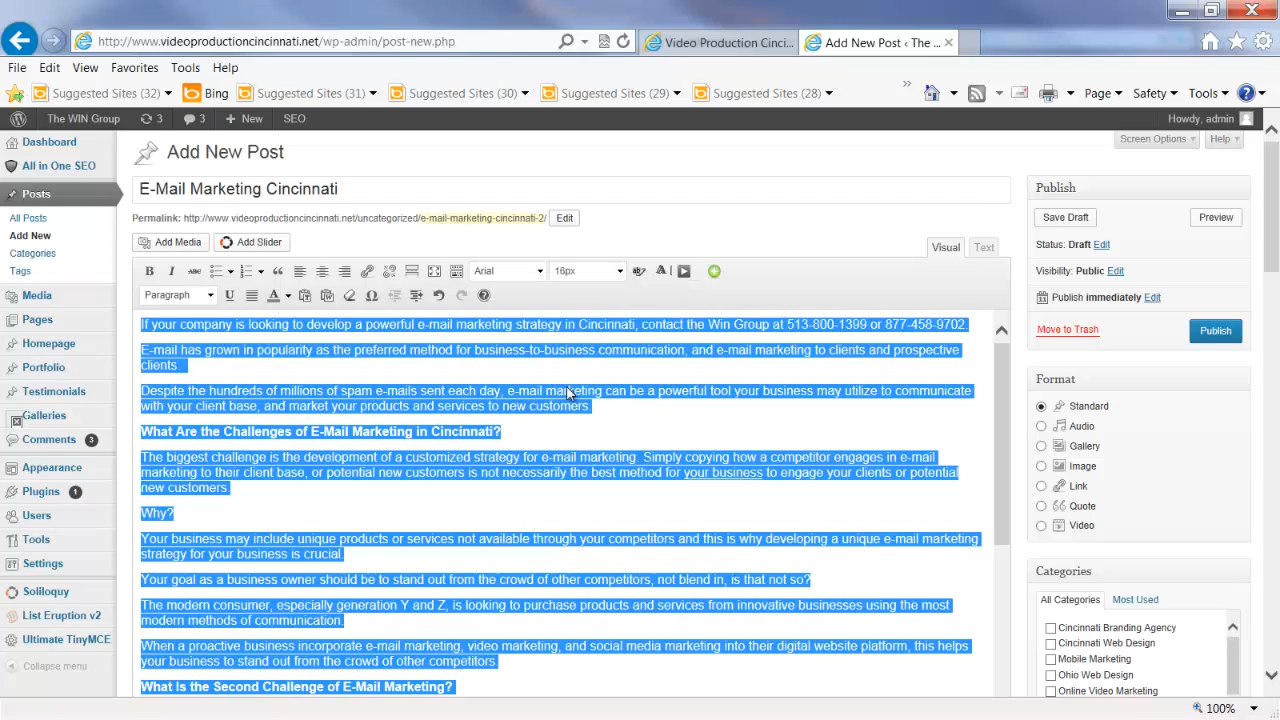 http://www.videoproductioncincinnati.net/wp-admin/post-new.php
Video Production Cinci...
Add New Post ‹ The ...
File Edit View Favorites Tools Help
Suggested Sites (32)
Bing
Suggested Sites (31)
Suggested Sites (30)
Suggested Sites (29)
Suggested Sites (28)
Page
Safety
Tools
The WIN Group
3
3
New
SEO
Howdy, admin
Screen Options
Help
Dashboard
All in One SEO
Posts
All Posts
Add New
Categories
Tags
Media
Pages
Homepage
Portfolio
Testimonials
Galleries
Comments 3
Appearance
Plugins 1
Users
Tools
Settings
Soliloquy
List Eruption v2
Ultimate TinyMCE
Collapse menu
Add New Post
E-Mail Marketing Cincinnati
Permalink: http://www.videoproductioncincinnati.net/uncategorized/e-mail-marketing-cincinnati-2/ Edit
Add Media
Add Slider
Visual
Text
B I ABC
Arial
16px
Paragraph
U
A
If your company is looking to develop a powerful e-mail marketing strategy in Cincinnati, contact the Win Group at 513-800-1399 or 877-458-9702.
E-mail has grown in popularity as the preferred method for business-to-business communication, and e-mail marketing to clients and prospective
clients.
Despite the hundreds of millions of spam e-mails sent each day, e-mail marketing can be a powerful tool your business may utilize to communicate
with your client base, and market your products and services to new customers.
What Are the Challenges of E-Mail Marketing in Cincinnati?
The biggest challenge is the development of a customized strategy for e-mail marketing. Simply copying how a competitor engages in e-mail
marketing to their client base, or potential new customers is not necessarily the best method for your business to engage your clients or potential
new customers.
Why?
Your business may include unique products or services not available through your competitors and this is why developing a unique e-mail marketing
strategy for your business is crucial.
Your goal as a business owner should be to stand out from the crowd of other competitors, not blend in, is that not so?
The modern consumer, especially generation Y and Z, is looking to purchase products and services from innovative businesses using the most
modern methods of communication.
When a proactive business incorporate e-mail marketing, video marketing, and social media marketing into their digital website platform, this helps
your business to stand out from the crowd of other competitors.
What Is the Second Challenge of E-Mail Marketing?
Publish
Save Draft
Preview
Status: Draft Edit
Visibility: Public Edit
Publish immediately Edit
Move to Trash
Publish
Format
Standard
Audio
Gallery
Image
Link
Quote
Video
Categories
All Categories
Most Used
Cincinnati Branding Agency
Cincinnati Web Design
Mobile Marketing
Ohio Web Design
Online Video Marketing
100%